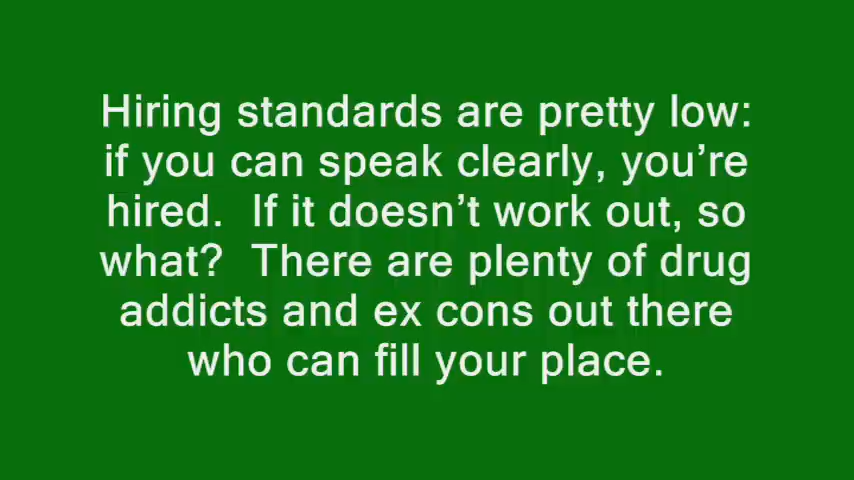 Hiring standards are pretty low:
if you can speak clearly, you’re
hired.  If it doesn’t work out, so
what?  There are plenty of drug
addicts and ex cons out there
who can fill your place.